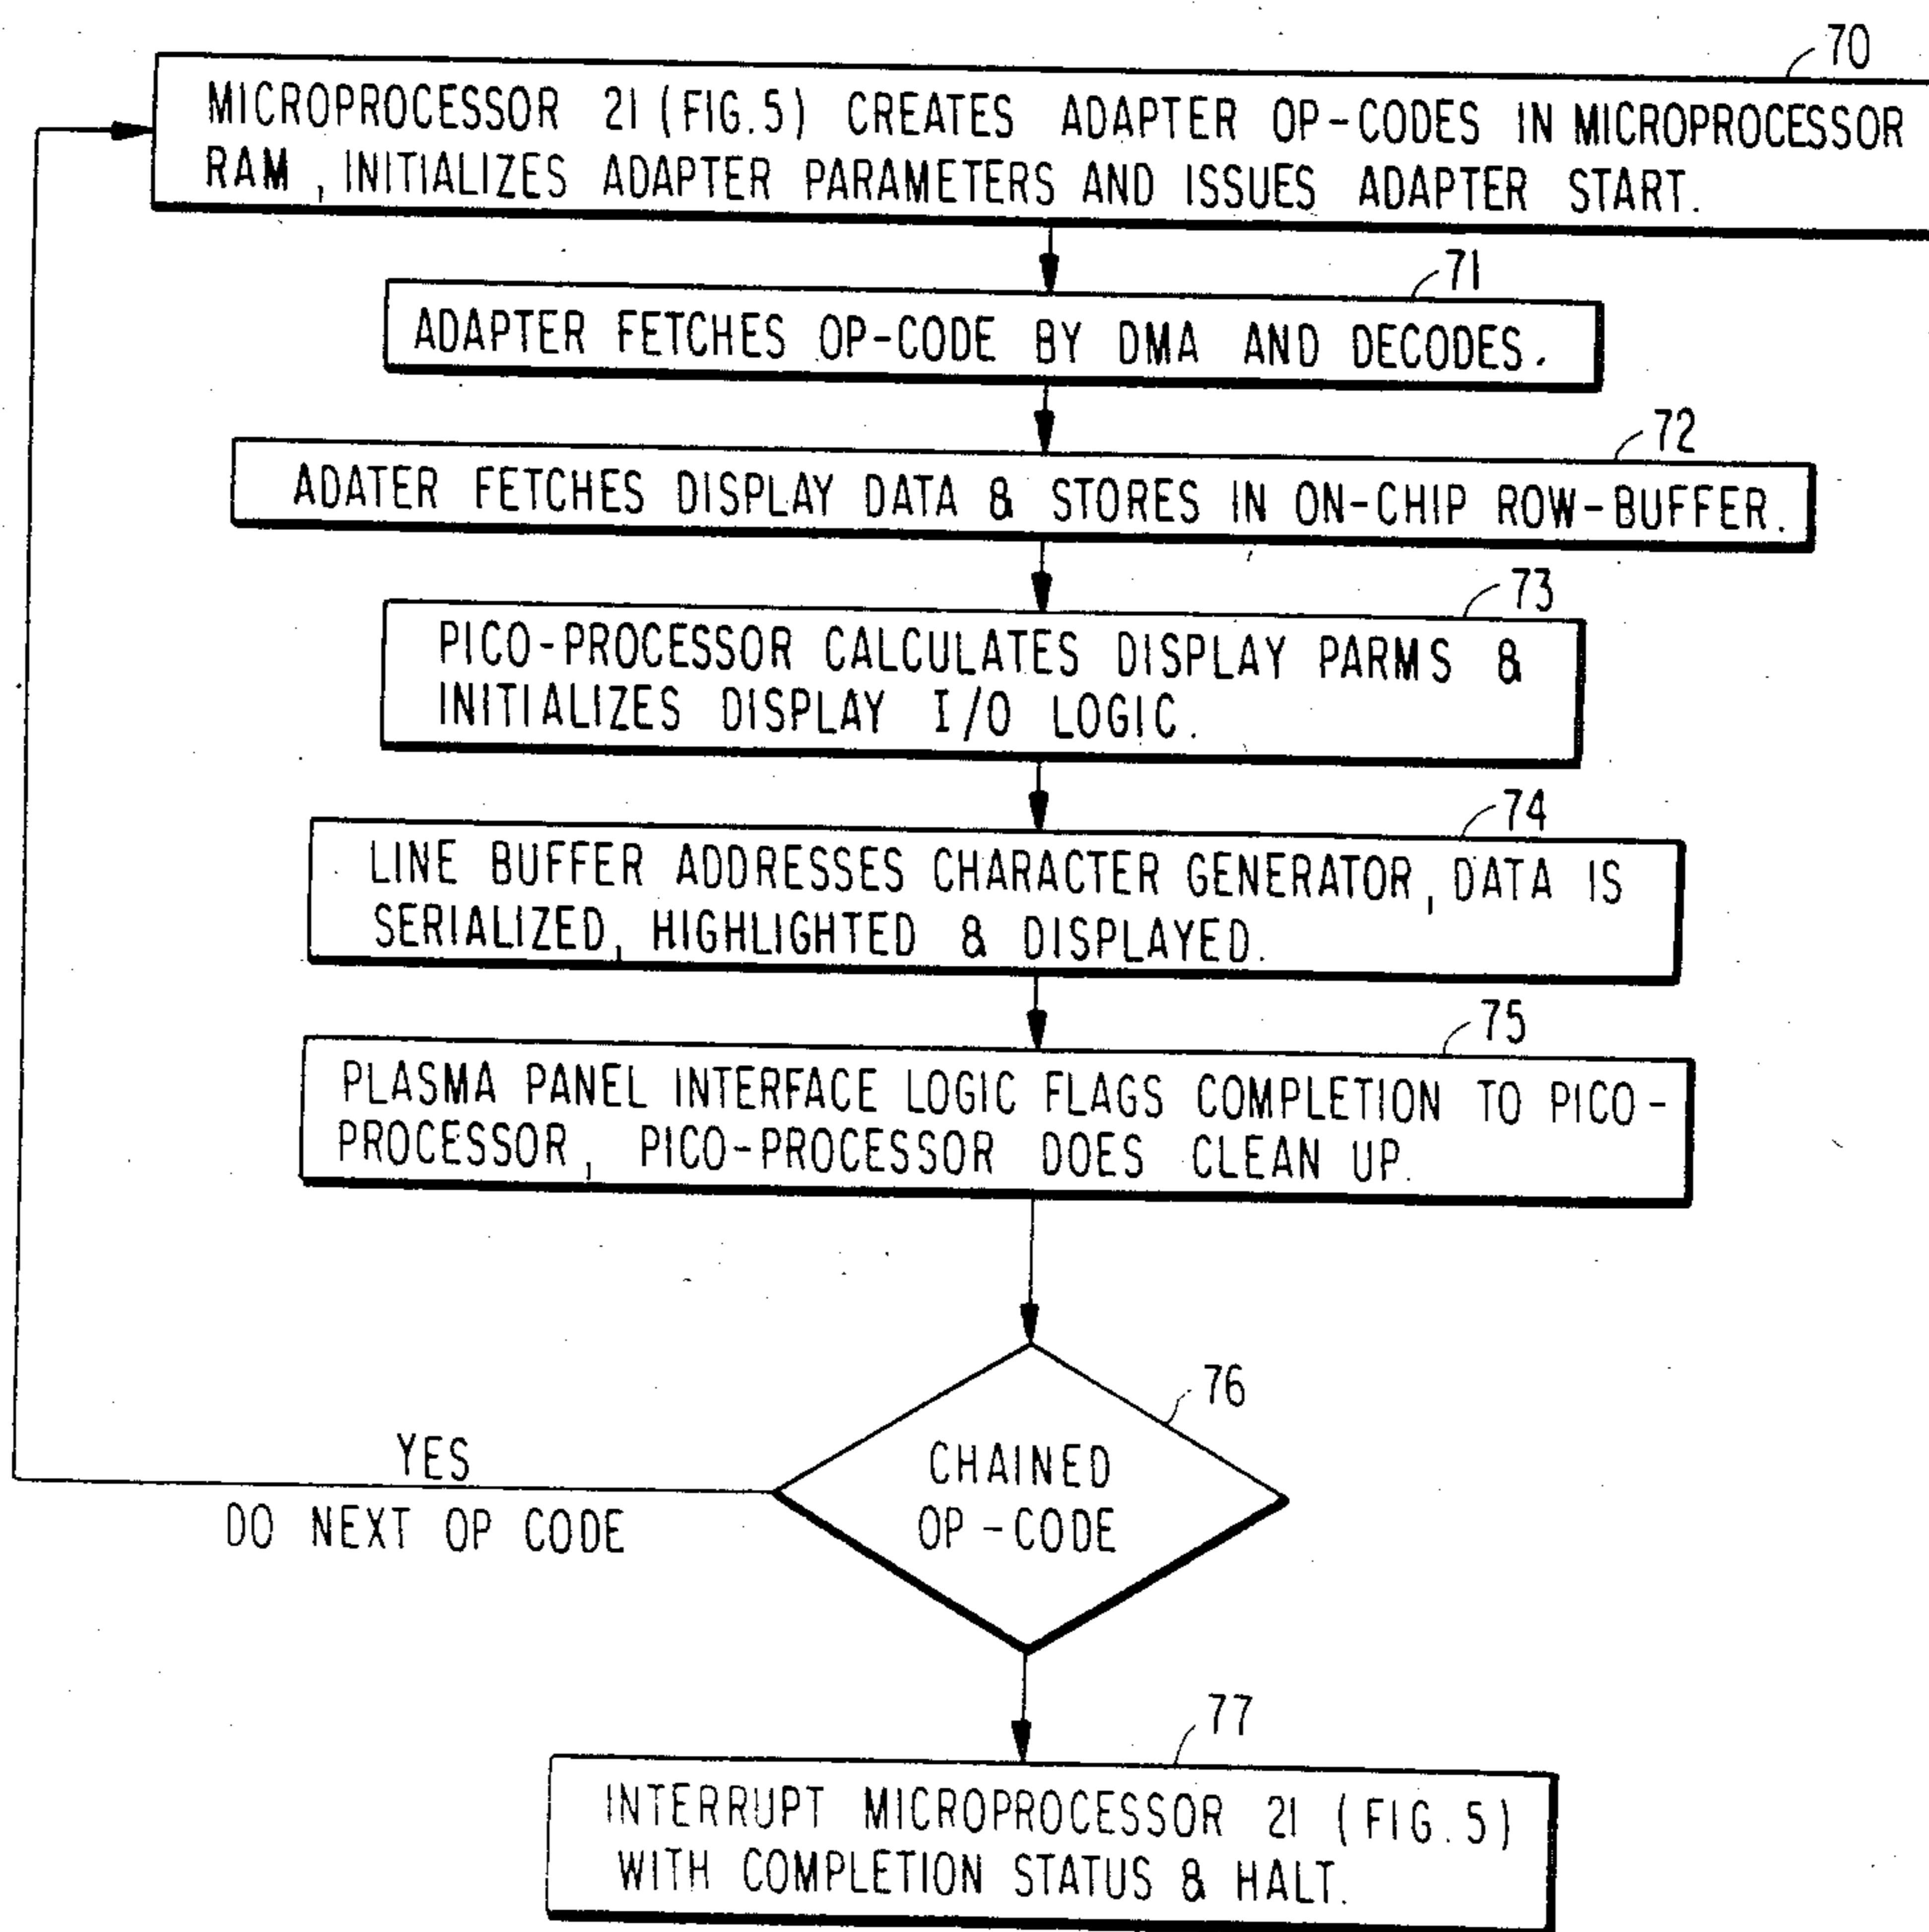 70
MICROPROCESSOR 21 (FIG.5) CREATES ADAPTER OP-CODES IN MICROPROCESSOR
RAM, INITIALIZES ADAPTER PARAMETERS AND ISSUES ADAPTER START.
71
ADAPTER FETCHES OP-CODE BY DMA AND DECODES.
72
ADATER FETCHES DISPLAY DATA & STORES IN ON-CHIP ROW-BUFFER.
73
PICO-PROCESSOR CALCULATES DISPLAY PARMS &
INITIALIZES DISPLAY I/O LOGIC.
74
LINE BUFFER ADDRESSES CHARACTER GENERATOR, DATA IS
SERIALIZED, HIGHLIGHTED & DISPLAYED.
75
PLASMA PANEL INTERFACE LOGIC FLAGS COMPLETION TO PICO-
PROCESSOR, PICO-PROCESSOR DOES CLEAN UP.
76
CHAINED
OP-CODE
YES
DO NEXT OP CODE
77
INTERRUPT MICROPROCESSOR 21 (FIG.5)
WITH COMPLETION STATUS & HALT.